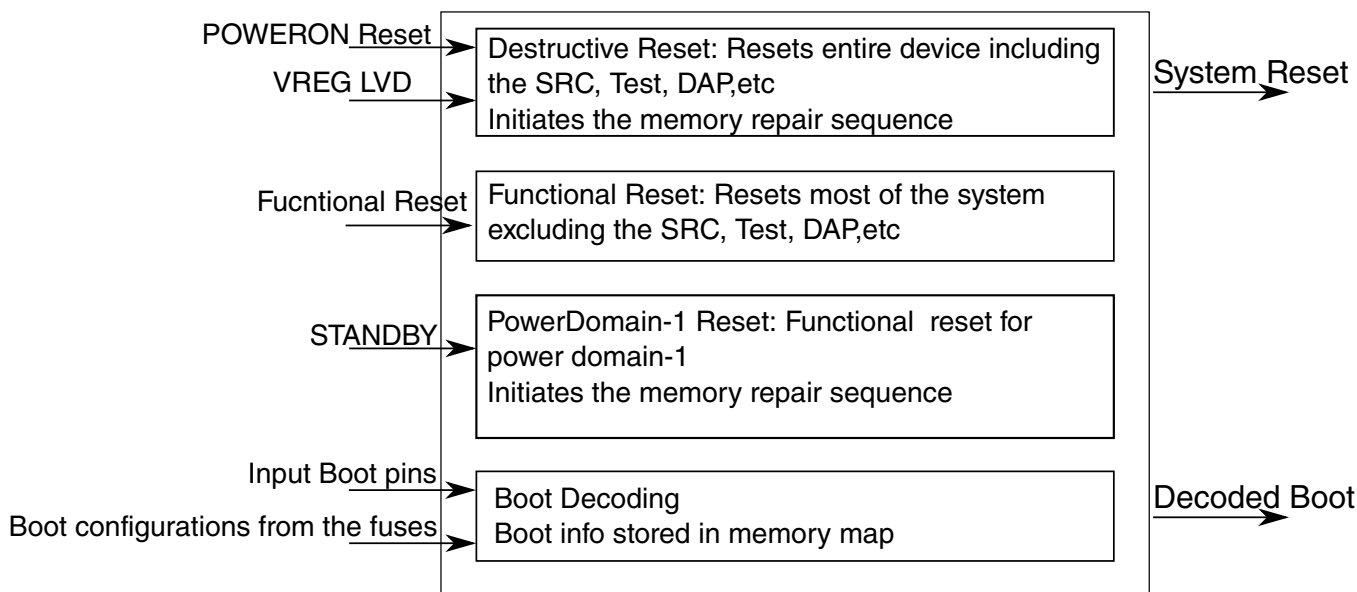 POWERON Reset
VREG LVD
Destructive Reset: Resets entire device including
the SRC, Test, DAP,etc
Initiates the memory repair sequence
System Reset
Fucntional Reset
Functional Reset: Resets most of the system
excluding the SRC, Test, DAP,etc
STANDBY
PowerDomain-1 Reset: Functional reset for
power domain-1
Initiates the memory repair sequence
Input Boot pins
Boot configurations from the fuses
Boot Decoding
Boot info stored in memory map
Decoded Boot